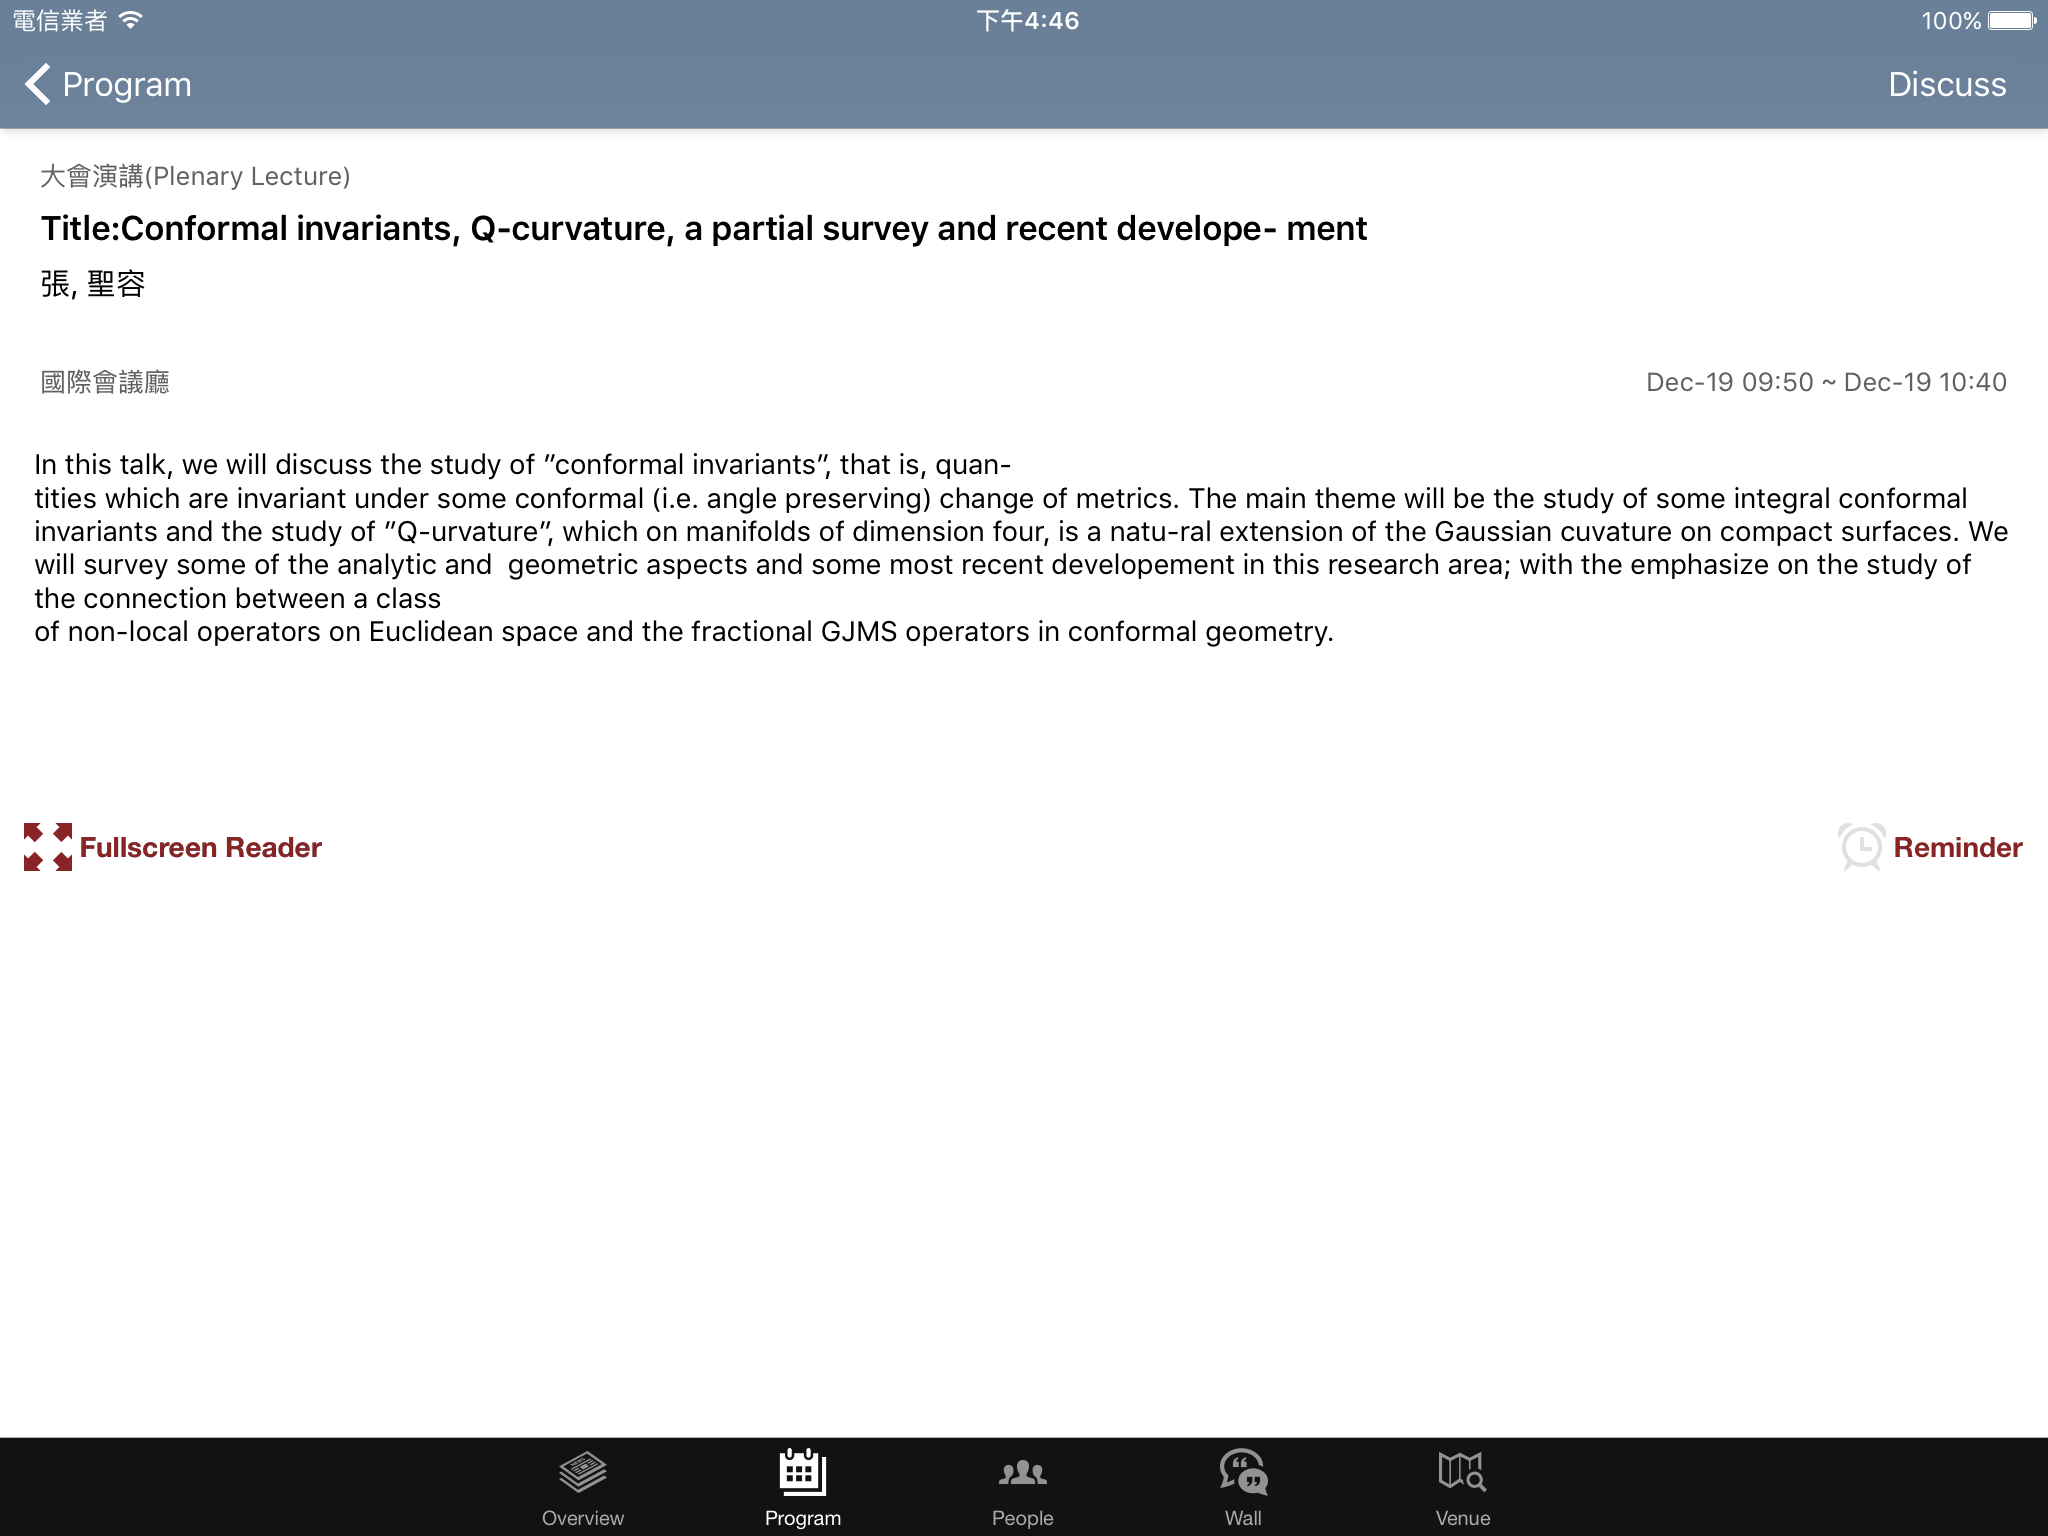 電信業者
下午4:46
100%
Program
Discuss
大會演講(Plenary Lecture)
Title:Conformal invariants, Q-curvature, a partial survey and recent develope- ment
張, 聖容
國際會議廳
Dec-19 09:50 ~ Dec-19 10:40
In this talk, we will discuss the study of ”conformal invariants”, that is, quan-
tities which are invariant under some conformal (i.e. angle preserving) change of metrics. The main theme will be the study of some integral conformal
invariants and the study of ”Q-urvature”, which on manifolds of dimension four, is a natu-ral extension of the Gaussian cuvature on compact surfaces. We
will survey some of the analytic and  geometric aspects and some most recent developement in this research area; with the emphasize on the study of
the connection between a class
of non-local operators on Euclidean space and the fractional GJMS operators in conformal geometry.
Fullscreen Reader
Reminder
Overview
Program
People
Wall
Venue